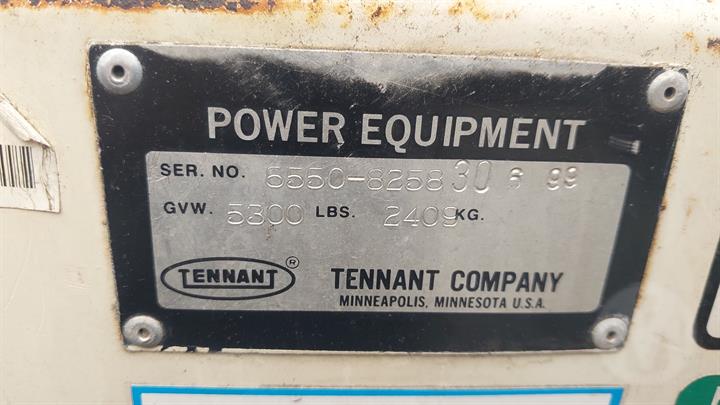 POWER EQUIPMENT
SER. NO. 5550-8258 30 6 99
GVW. 5300 LBS. 2409 KG.
TENNANT ®
TENNANT COMPANY
MINNEAPOLIS, MINNESOTA U.S.A.